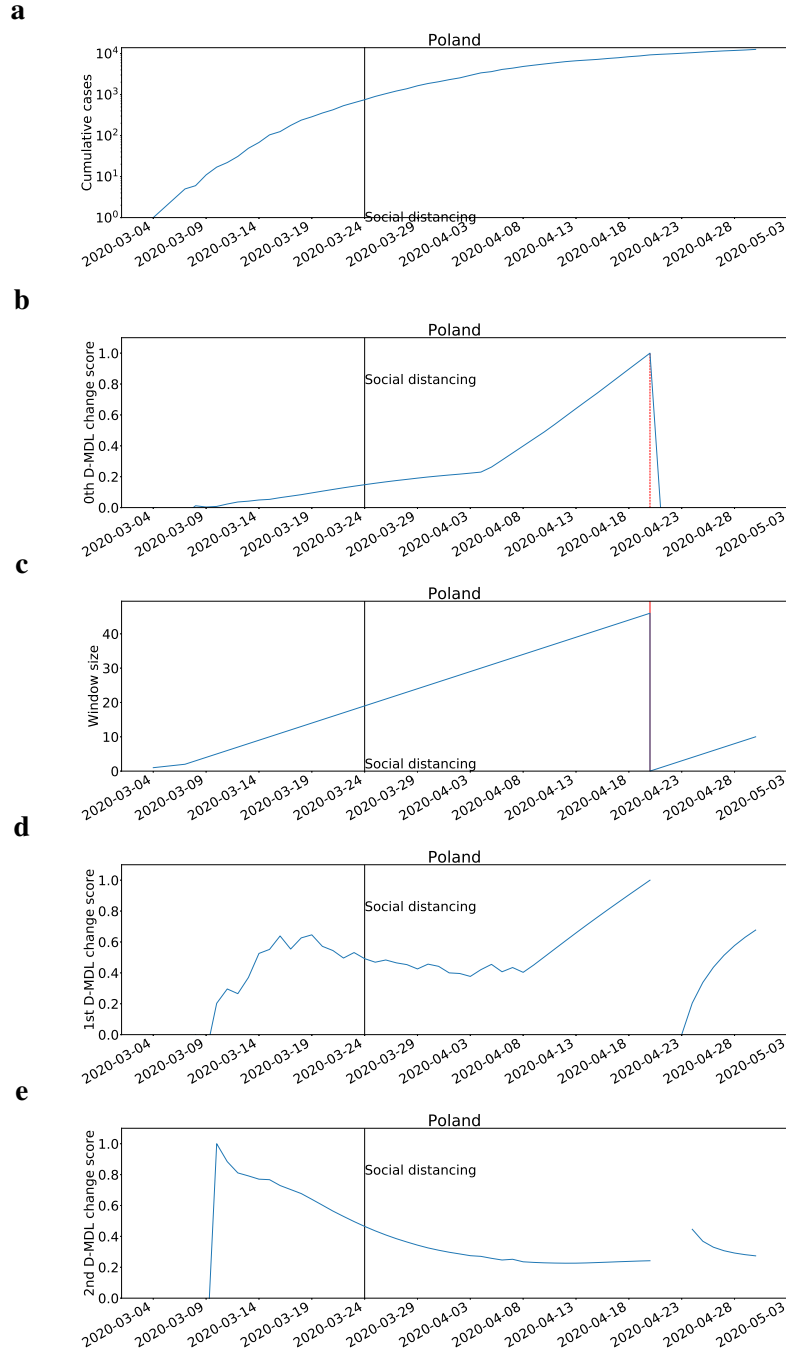 a
Poland
Cumulative cases
10^4
10^3
10^2
10^1
10^0
Social distancing
2020-03-04 2020-03-09 2020-03-14 2020-03-19 2020-03-24 2020-03-29 2020-04-03 2020-04-08 2020-04-13 2020-04-18 2020-04-23 2020-04-28 2020-05-03
b
Poland
0th D-MDL change score
1.0
0.8
Social distancing
0.6
0.4
0.2
0.0
2020-03-04 2020-03-09 2020-03-14 2020-03-19 2020-03-24 2020-03-29 2020-04-03 2020-04-08 2020-04-13 2020-04-18 2020-04-23 2020-04-28 2020-05-03
c
Poland
Window size
40
30
20
10
0
Social distancing
2020-03-04 2020-03-09 2020-03-14 2020-03-19 2020-03-24 2020-03-29 2020-04-03 2020-04-08 2020-04-13 2020-04-18 2020-04-23 2020-04-28 2020-05-03
d
Poland
1st D-MDL change score
1.0
0.8
Social distancing
0.6
0.4
0.2
0.0
2020-03-04 2020-03-09 2020-03-14 2020-03-19 2020-03-24 2020-03-29 2020-04-03 2020-04-08 2020-04-13 2020-04-18 2020-04-23 2020-04-28 2020-05-03
e
Poland
2nd D-MDL change score
1.0
0.8
Social distancing
0.6
0.4
0.2
0.0
2020-03-04 2020-03-09 2020-03-14 2020-03-19 2020-03-24 2020-03-29 2020-04-03 2020-04-08 2020-04-13 2020-04-18 2020-04-23 2020-04-28 2020-05-03